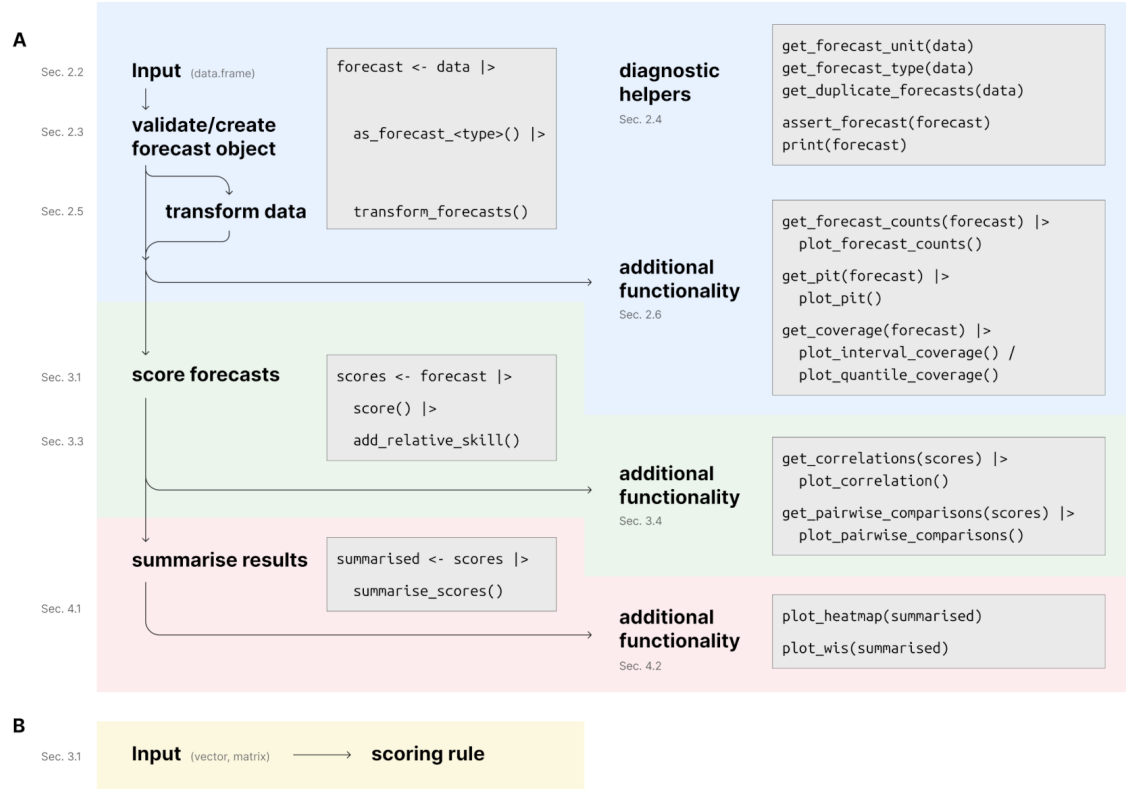 A
Sec. 2.2
Input (data.frame)
forecast <- data |>
Sec. 2.3
validate/create
forecast object
as_forecast_<type>() |>
Sec. 2.5
transform data
transform_forecasts()
diagnostic
helpers
Sec. 2.4
get_forecast_unit(data)
get_forecast_type(data)
get_duplicate_forecasts(data)
assert_forecast(forecast)
print(forecast)
additional
functionality
Sec. 2.6
get_forecast_counts(forecast) |>
plot_forecast_counts()
get_pit(forecast) |>
plot_pit()
get_coverage(forecast) |>
plot_interval_coverage() /
plot_quantile_coverage()
Sec. 3.1
score forecasts
scores <- forecast |>
score() |>
Sec. 3.3
add_relative_skill()
additional
functionality
Sec. 3.4
get_correlations(scores) |>
plot_correlation()
get_pairwise_comparisons(scores) |>
plot_pairwise_comparisons()
summarise results
summarised <- scores |>
summarise_scores()
Sec. 4.1
additional
functionality
Sec. 4.2
plot_heatmap(summarised)
plot_wis(summarised)
B
Sec. 3.1
Input (vector, matrix)
scoring rule